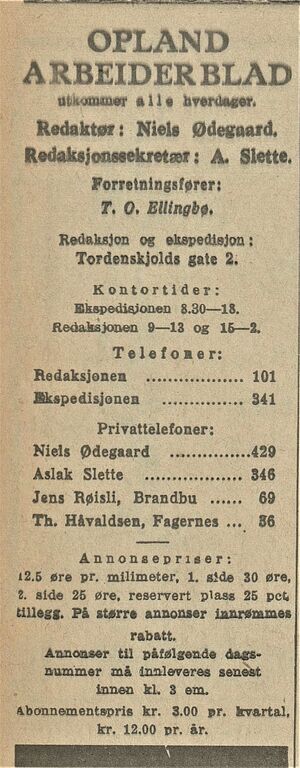 OPLAND
ARBEIDERBLAD
utkommer alle hverdager.
Redaktør: Niels Ødegaard.
Redaksjonssekretær: A. Slette.
Forretningsfører:
T. O. Ellingbø.
Redaksjon og ekspedisjon:
Tordenskjolds gate 2.
Kontortider:
Ekspedisjonen 8.30—18.
Redaksjonen 9—13 og 15—2.
Telefoner:
Redaksjonen .................. 101
Ekspedisjonen ............... 341
Privattelefoner:
Niels Ødegaard ...............429
Aslak Slette .................. 346
Jens Røisli, Brandbu ...... 69
Th. Håvaldsen, Fagernes ... 36
Annonsepriser:
12.5 øre pr. milimeter, 1. side 30 øre,
2. side 25 øre, reservert plass 25 pct.
tillegg. På større annonser innrømmes
rabatt.
Annonser til påfølgende dags-
nummer må innleveres senest
innen kl. 3 em.
Abonnementspris kr. 3.00 pr. kvartal,
kr. 12.00 pr. år.